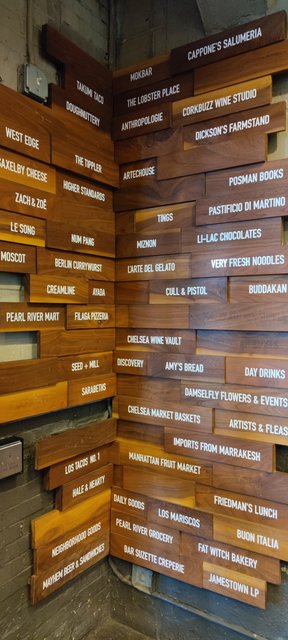 TAKUMI TACO
DOUGHNUTTERY
WEST EDGE
THE TIPPLER
SAXELBY CHEESE
HIGHER STANDARDS
ZACH & ZOË
LE SONG
NUM PANG
MOSCOT
BERLIN CURRYWURST
CREAMLINE
AYADA
PEARL RIVER MART
FILAGA PIZZERIA
SEED + MILL
SARABETHS
LOS TACOS NO. 1
HALE & HEARTY
NEIGHBORHOOD GOODS
MAYHEM BEER & SANDWICHES
CAPPONE'S SALUMERIA
MOKBAR
THE LOBSTER PLACE
CORKBUZZ WINE STUDIO
ANTHROPOLOGIE
DICKSON'S FARMSTAND
ARTECHOUSE
POSMAN BOOKS
PASTIFICIO DI MARTINO
TINGS
LI-LAC CHOCOLATES
MIZNON
L'ARTE DEL GELATO
VERY FRESH NOODLES
CULL & PISTOL
BUDDAKAN
CHELSEA WINE VAULT
DISCOVERY
AMY'S BREAD
DAY DRINKS
DAMSELFLY FLOWERS & EVENTS
CHELSEA MARKET BASKETS
ARTISTS & FLEAS
IMPORTS FROM MARRAKESH
MANHATTAN FRUIT MARKET
DAILY GOODS
FRIEDMAN'S LUNCH
LOS MARISCOS
PEARL RIVER GROCERY
BUON ITALIA
FAT WITCH BAKERY
BAR SUZETTE CREPERIE
JAMESTOWN LP